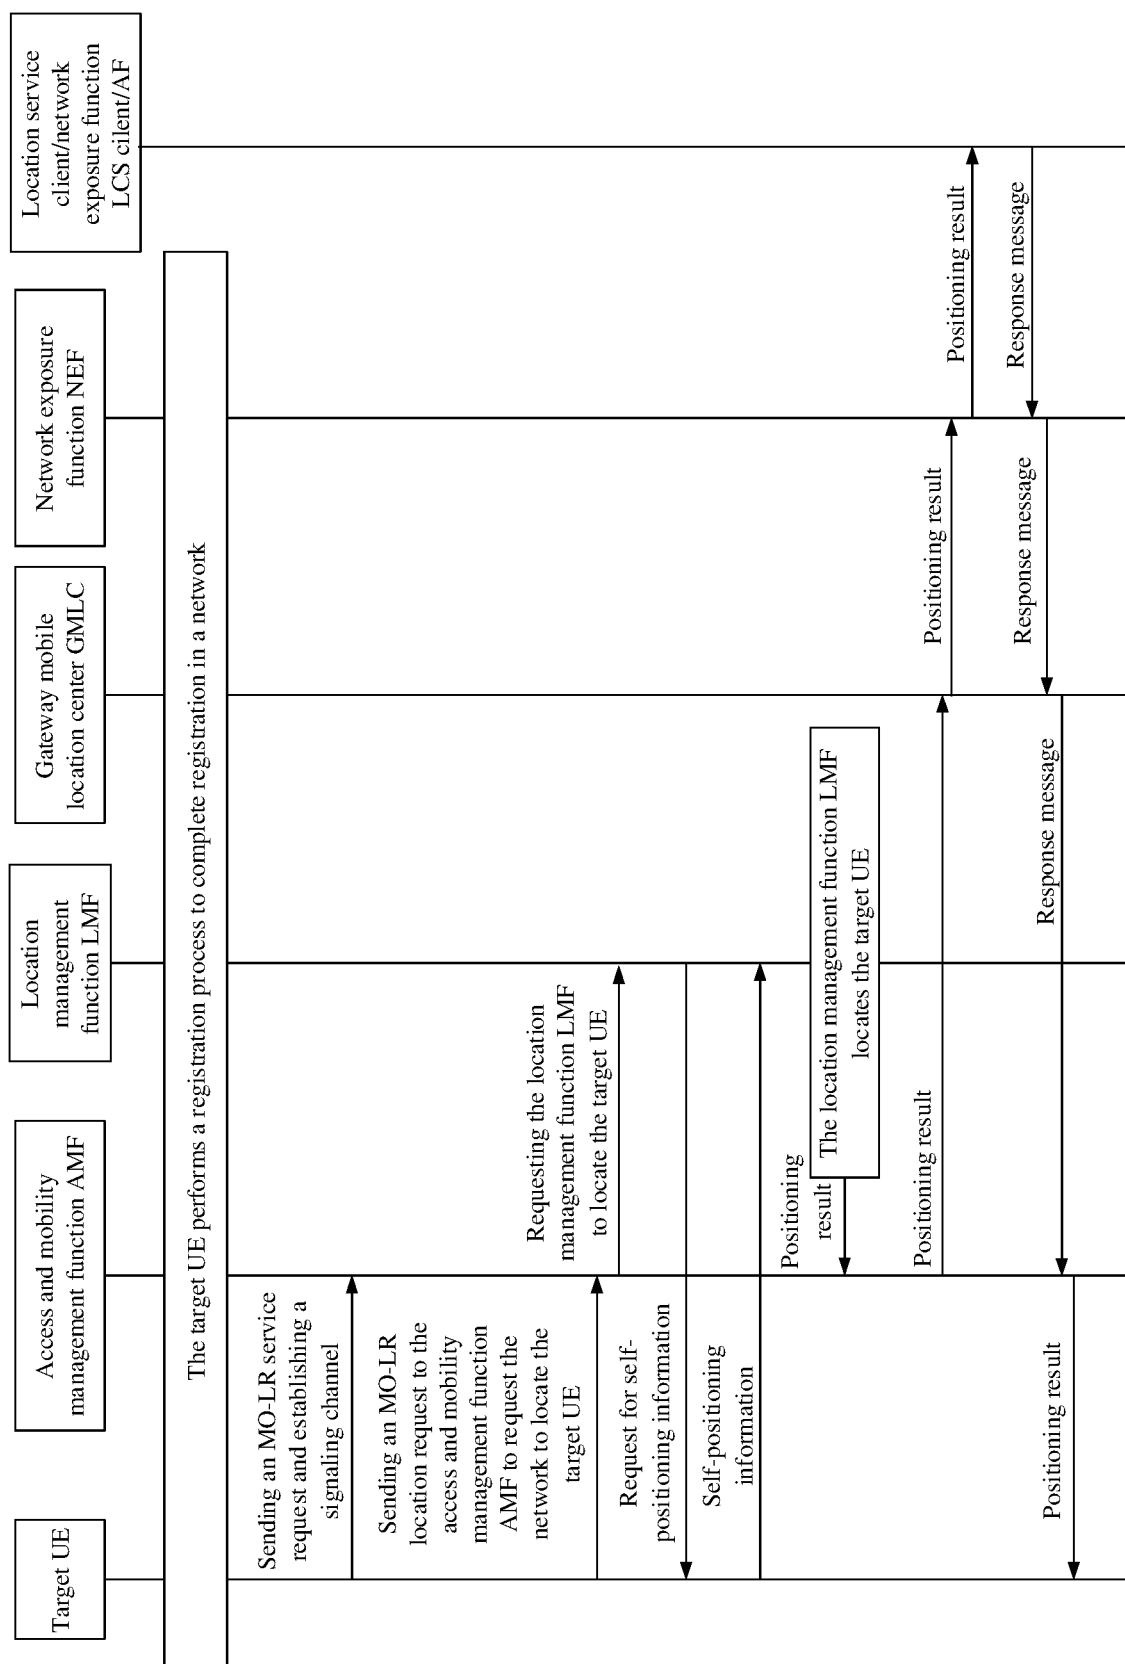 Target UE
Access and mobility
management function AMF
Location
management
function LMF
Gateway mobile
location center GMLC
Network exposure
function NEF
Location service
client/network
exposure function
LCS cilent/AF
The target UE performs a registration process to complete registration in a network
Sending an MO-LR service
request and establishing a
signaling channel
Sending an MO-LR
location request to the
access and mobility
management function
AMF to request the
network to locate the
target UE
Requesting the location
management function LMF
to locate the target UE
Request for self-
positioning information
Self-positioning
information
The location management function LMF
locates the target UE
Positioning
result
Positioning result
Positioning result
Positioning result
Response message
Response message
Response message
Positioning result